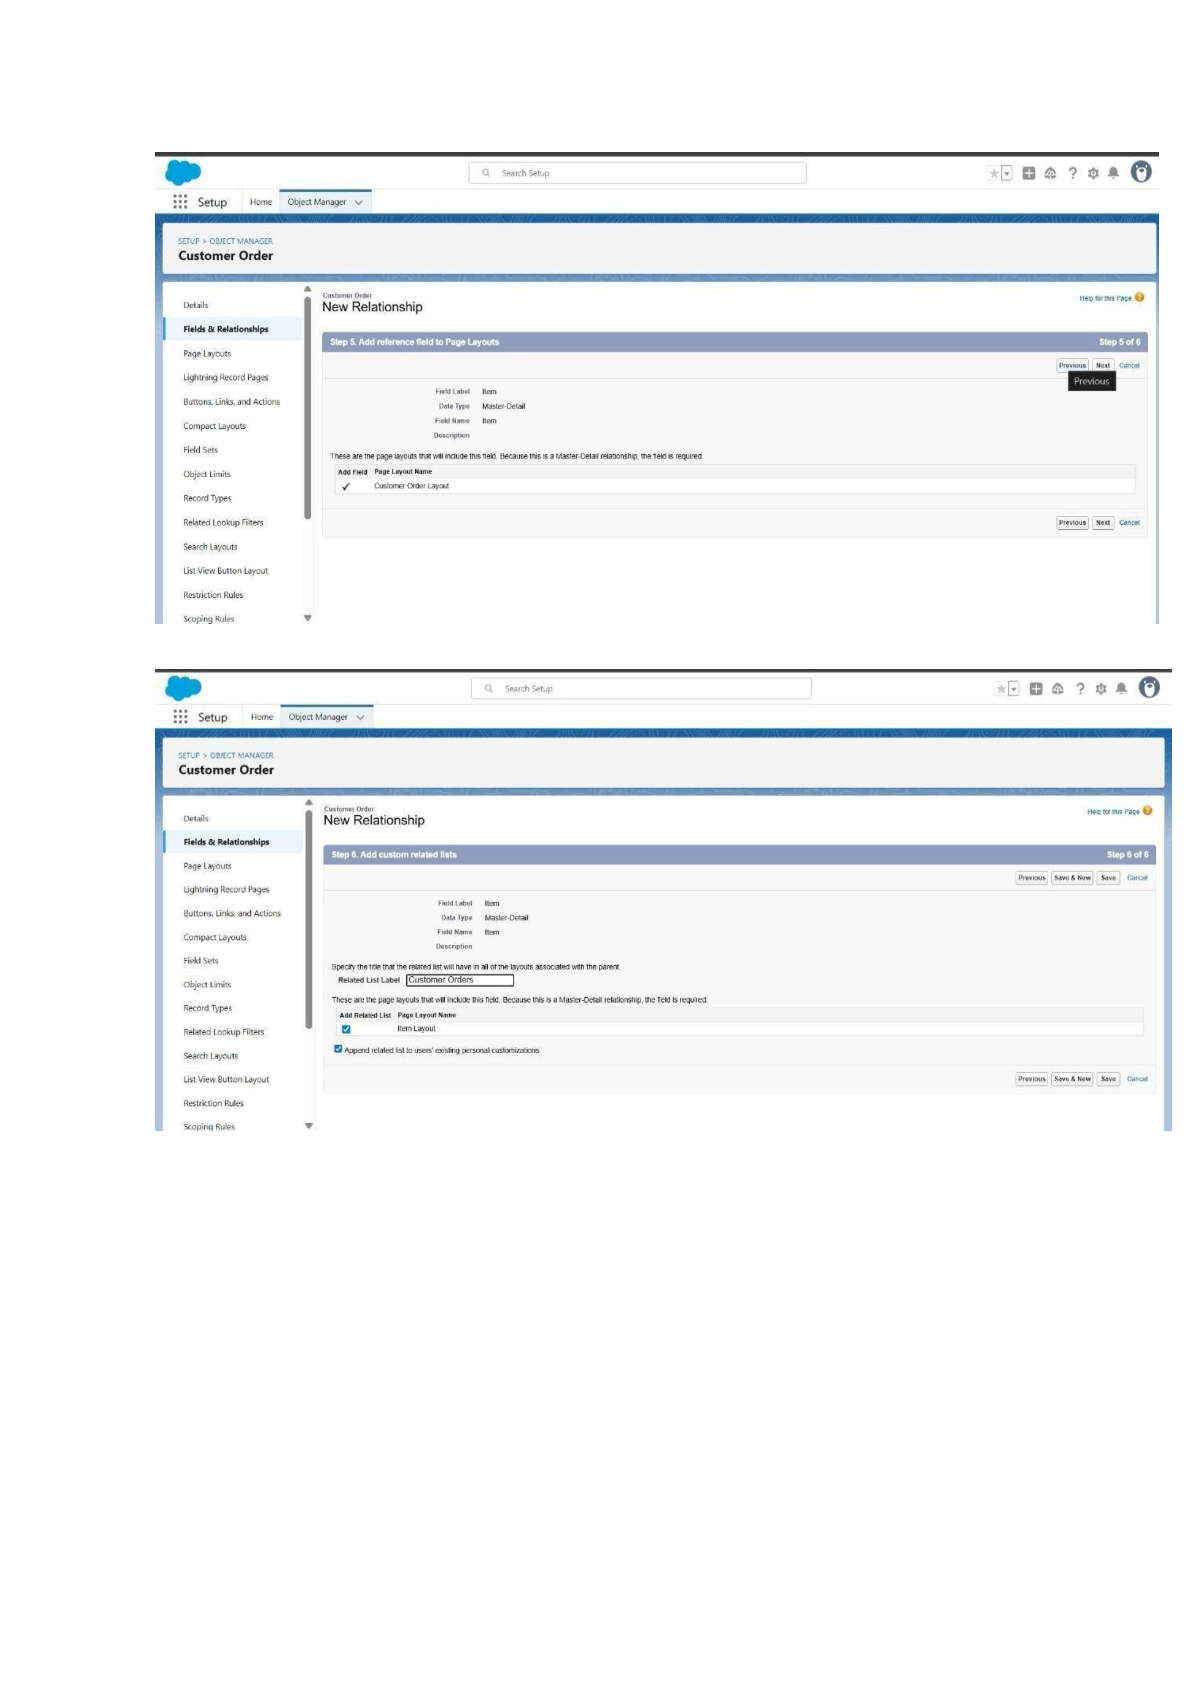 Search Setup
Setup Home Object Manager
SETUP > OBJECT MANAGER
Customer Order
Details
Fields & Relationships
Page Layouts
Lightning Record Pages
Buttons, Links, and Actions
Compact Layouts
Field Sets
Object Limits
Record Types
Related Lookup Filters
Search Layouts
List View Button Layout
Restriction Rules
Scoping Rules
Customer Order
New Relationship
Help for this Page
Step 5. Add reference field to Page Layouts Step 5 of 6
Previous Next Cancel
Previous
Field Label Item
Data Type Master-Detail
Field Name Item
Description
These are the page layouts that will include this field. Because this is a Master-Detail relationship, the field is required.
Add Field Page Layout Name
Customer Order Layout
Previous Next Cancel
Search Setup
Setup Home Object Manager
SETUP > OBJECT MANAGER
Customer Order
Details
Fields & Relationships
Page Layouts
Lightning Record Pages
Buttons, Links, and Actions
Compact Layouts
Field Sets
Object Limits
Record Types
Related Lookup Filters
Search Layouts
List View Button Layout
Restriction Rules
Scoping Rules
Customer Order
New Relationship
Help for this Page
Step 6. Add custom related lists Step 6 of 6
Previous Save & New Save Cancel
Field Label Item
Data Type Master-Detail
Field Name Item
Description
Specify the title that the related list will have in all of the layouts associated with the parent.
Related List Label Customer Orders
These are the page layouts that will include this field. Because this is a Master-Detail relationship, the field is required.
Add Related List Page Layout Name
Item Layout
Append related list to users' existing personal customizations
Previous Save & New Save Cancel